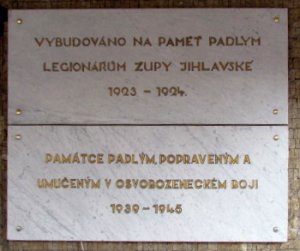 VYBUDOVÁNO NA PAMĚŤ PADLÝM
LEGIONÁŘŮM ŽUPY JIHLAVSKÉ
1923 – 1924.
PAMÁTCE PADLÝM, POPRAVENÝM A
UMUČENÝM V OSVOBOZENECKÉM BOJI
1939 – 1945